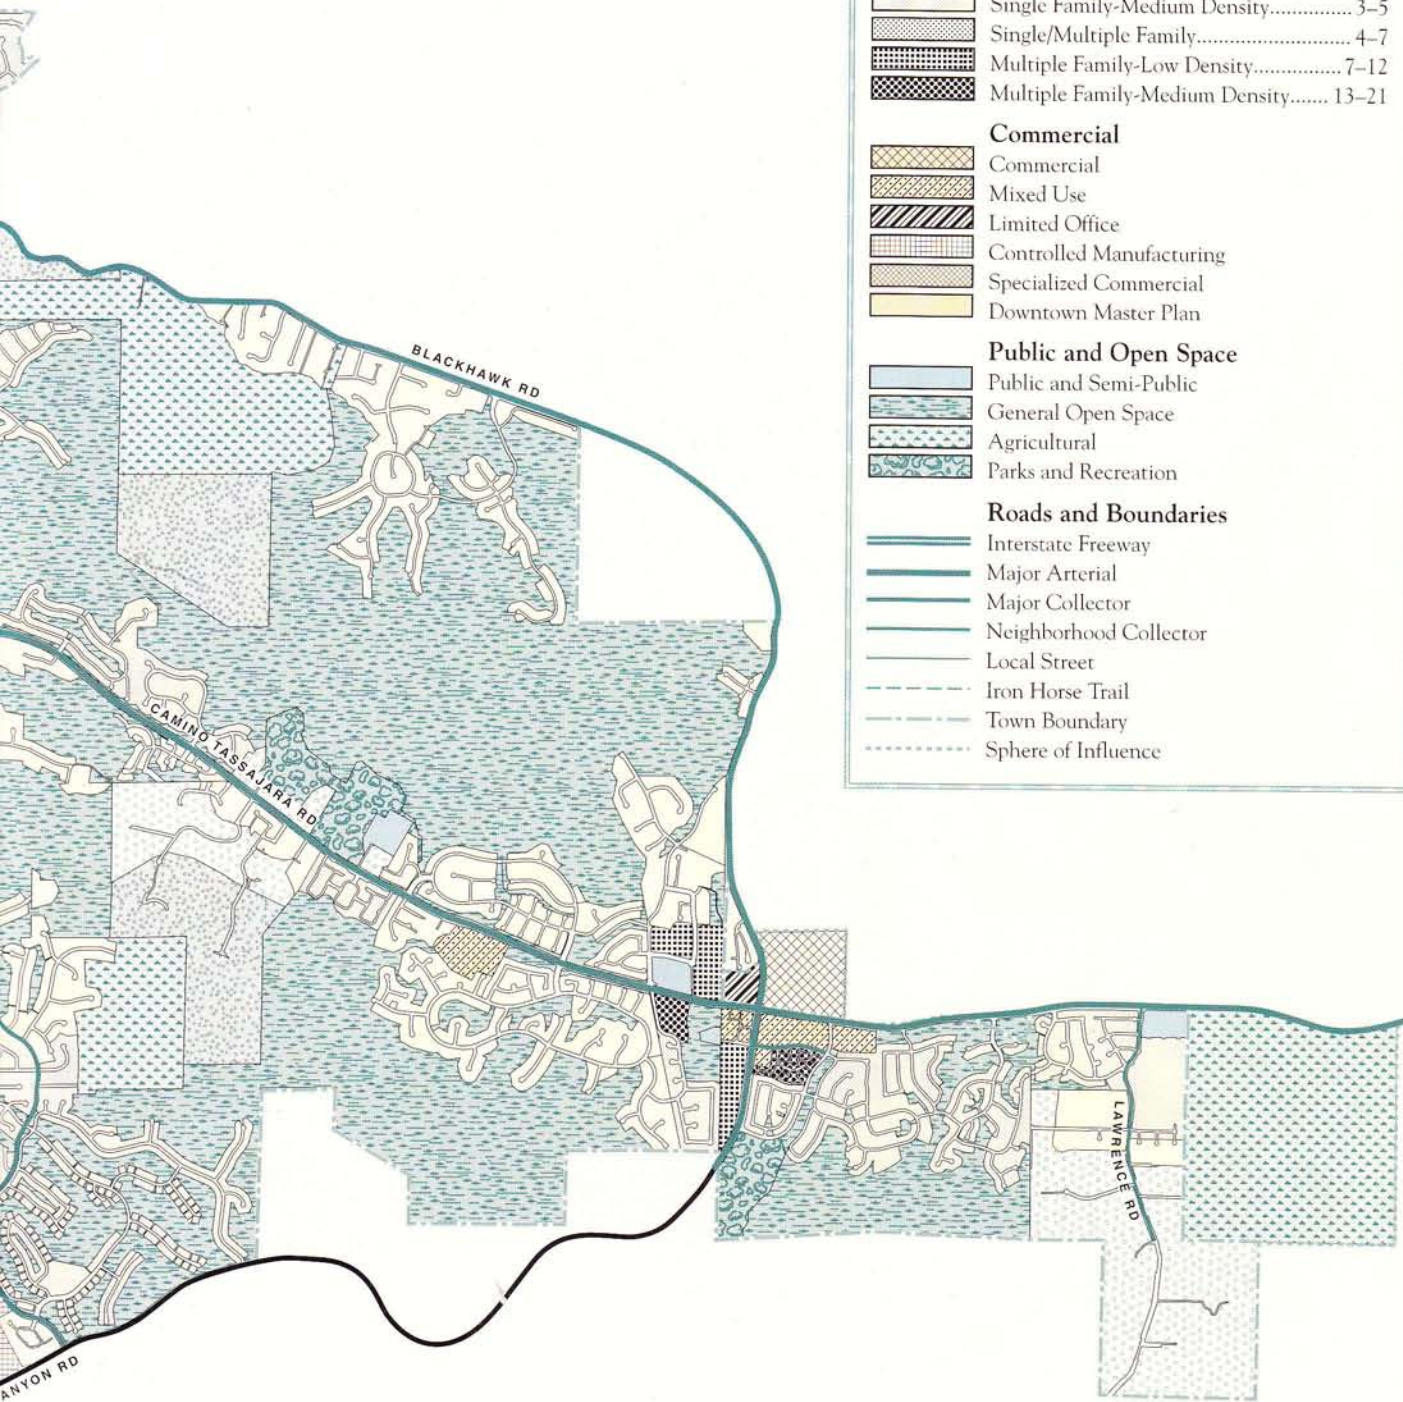 Single Family-Medium Density............... 3–5
Single/Multiple Family............................ 4–7
Multiple Family-Low Density................ 7–12
Multiple Family-Medium Density....... 13–21
Commercial
Commercial
Mixed Use
Limited Office
Controlled Manufacturing
Specialized Commercial
Downtown Master Plan
Public and Open Space
Public and Semi-Public
General Open Space
Agricultural
Parks and Recreation
Roads and Boundaries
Interstate Freeway
Major Arterial
Major Collector
Neighborhood Collector
Local Street
Iron Horse Trail
Town Boundary
Sphere of Influence
BLACKHAWK RD
CAMINO TASSAJARA RD
LAWRENCE RD
ANYON RD